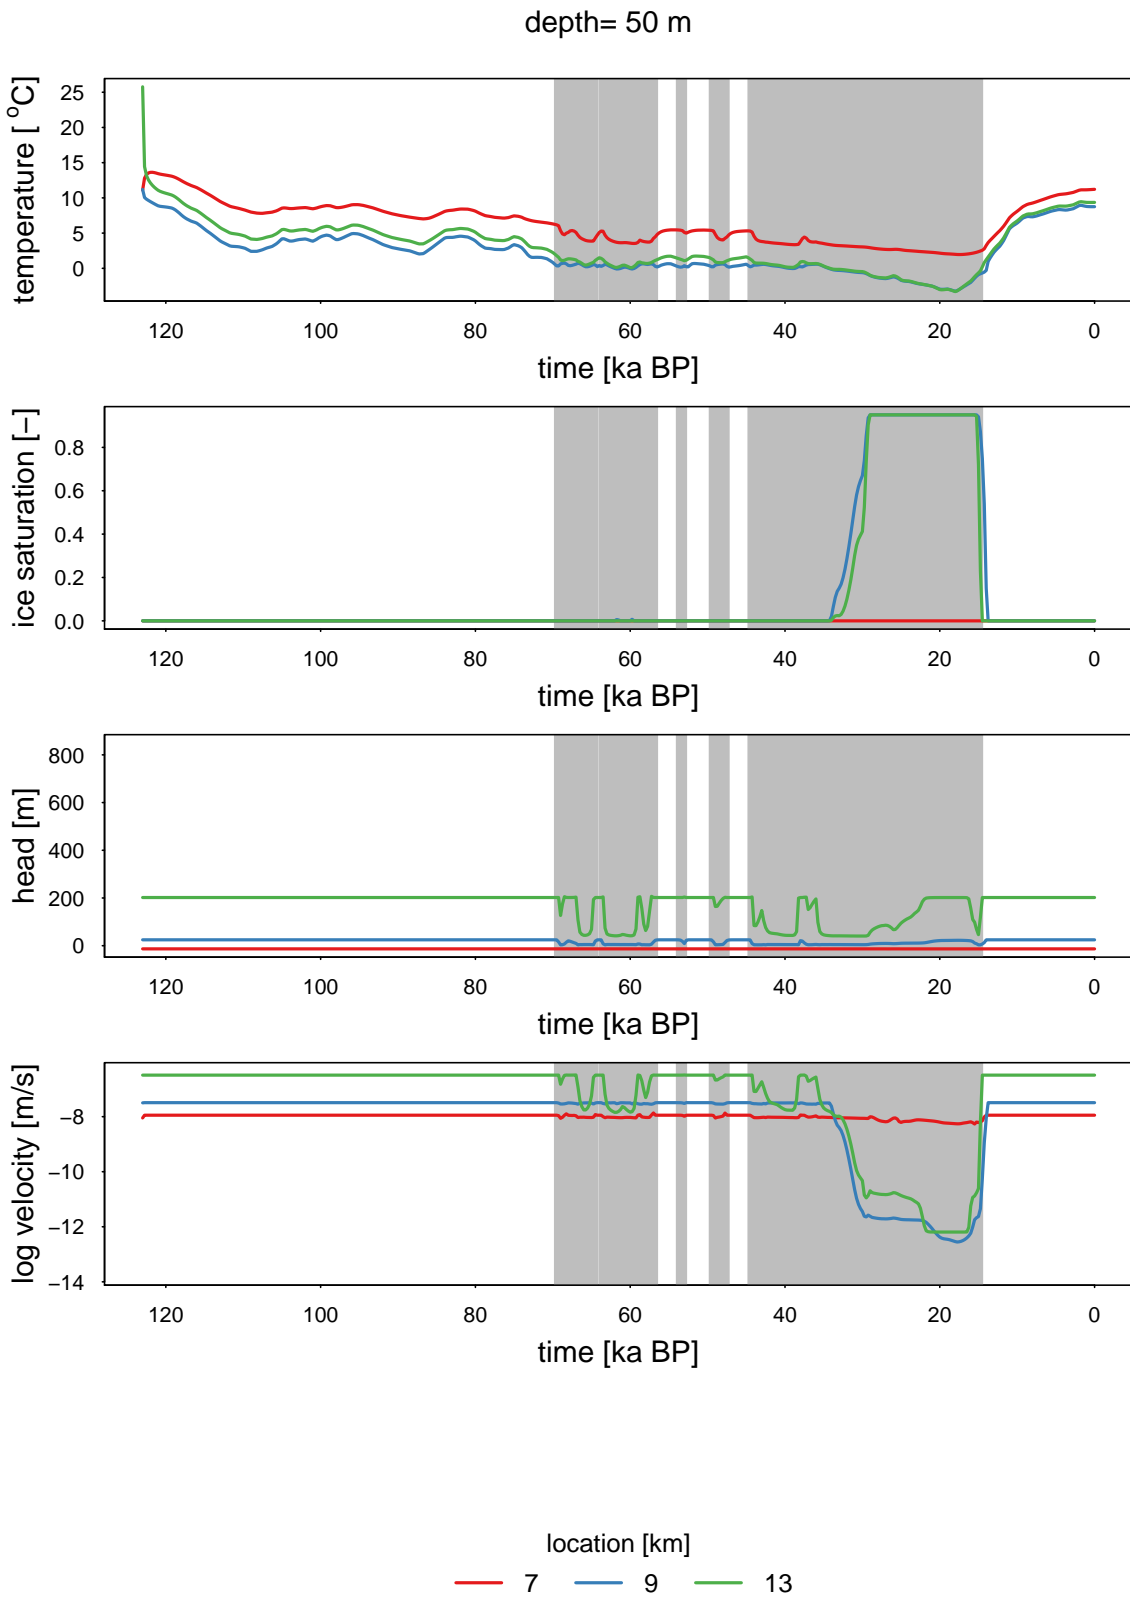 depth= 50 m
temperature [ °C]
25
20
15
10
5
0
120 100 80 60 40 20 0
time [ka BP]
ice saturation [−]
0.8
0.6
0.4
0.2
0.0
120 100 80 60 40 20 0
time [ka BP]
head [m]
800
600
400
200
0
120 100 80 60 40 20 0
time [ka BP]
log velocity [m/s]
−8
−10
−12
−14
120 100 80 60 40 20 0
time [ka BP]
location [km]
7 9 13